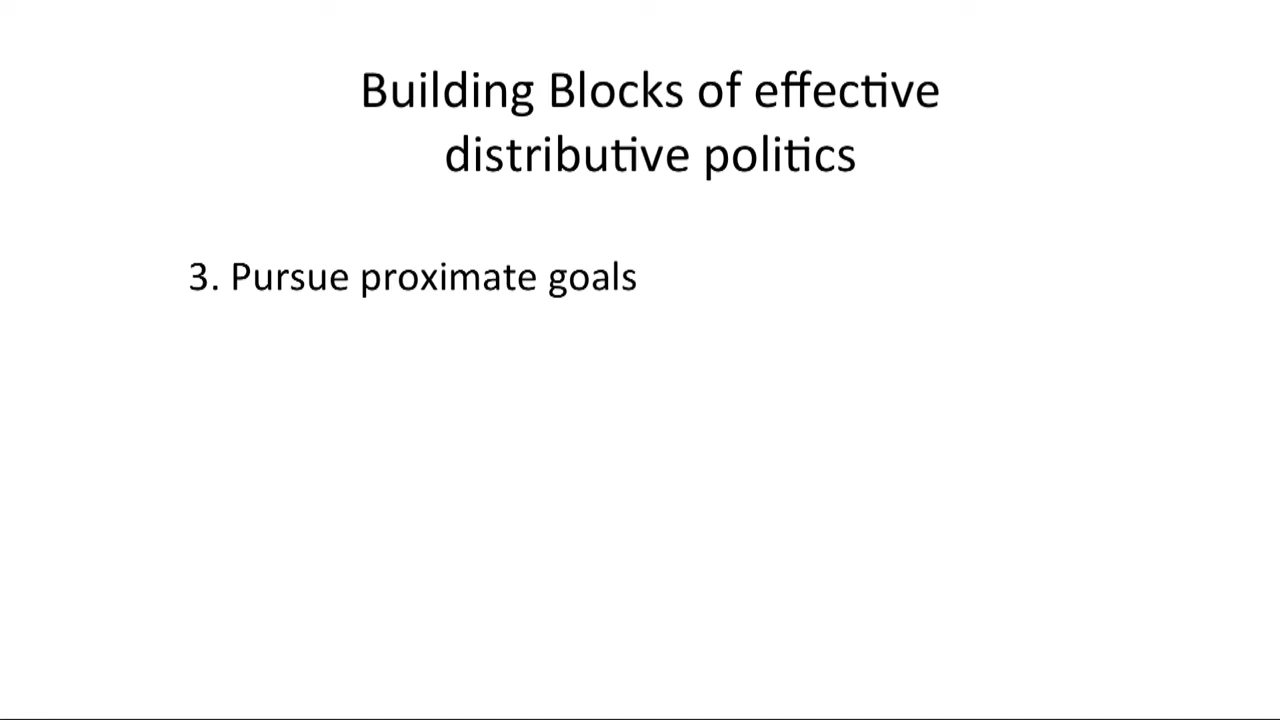 Building Blocks of effective
distributive politics
3. Pursue proximate goals